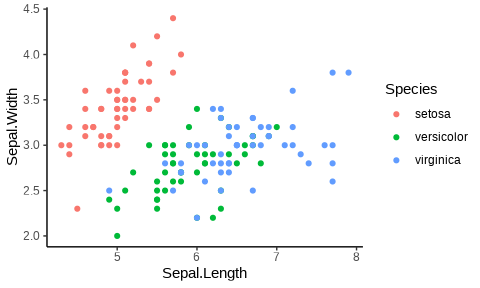 4.5
4.0
3.5
3.0
2.5
2.0
Sepal.Width
5
6
7
8
Sepal.Length
Species
setosa
versicolor
virginica